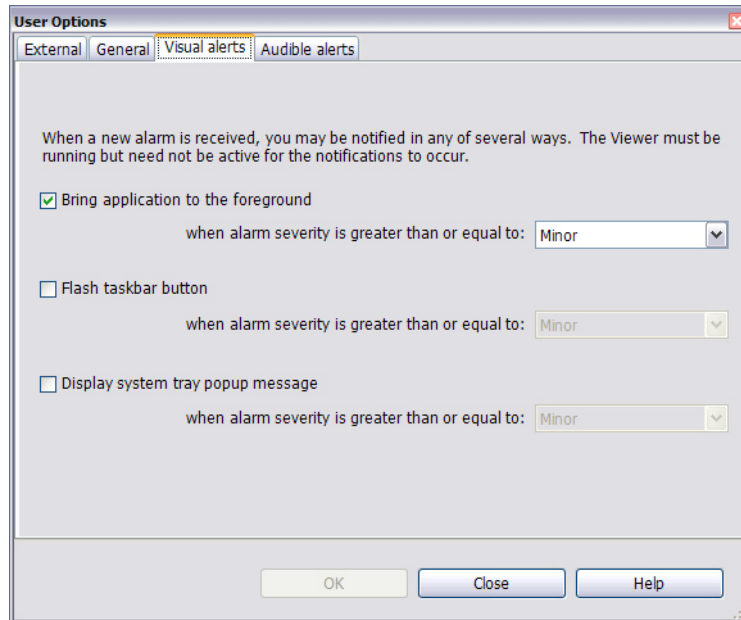 User Options
External General Visual alerts Audible alerts
When a new alarm is received, you may be notified in any of several ways. The Viewer must be
running but need not be active for the notifications to occur.
Bring application to the foreground
when alarm severity is greater than or equal to: Minor
Flash taskbar button
when alarm severity is greater than or equal to: Minor
Display system tray popup message
when alarm severity is greater than or equal to: Minor
OK Close Help